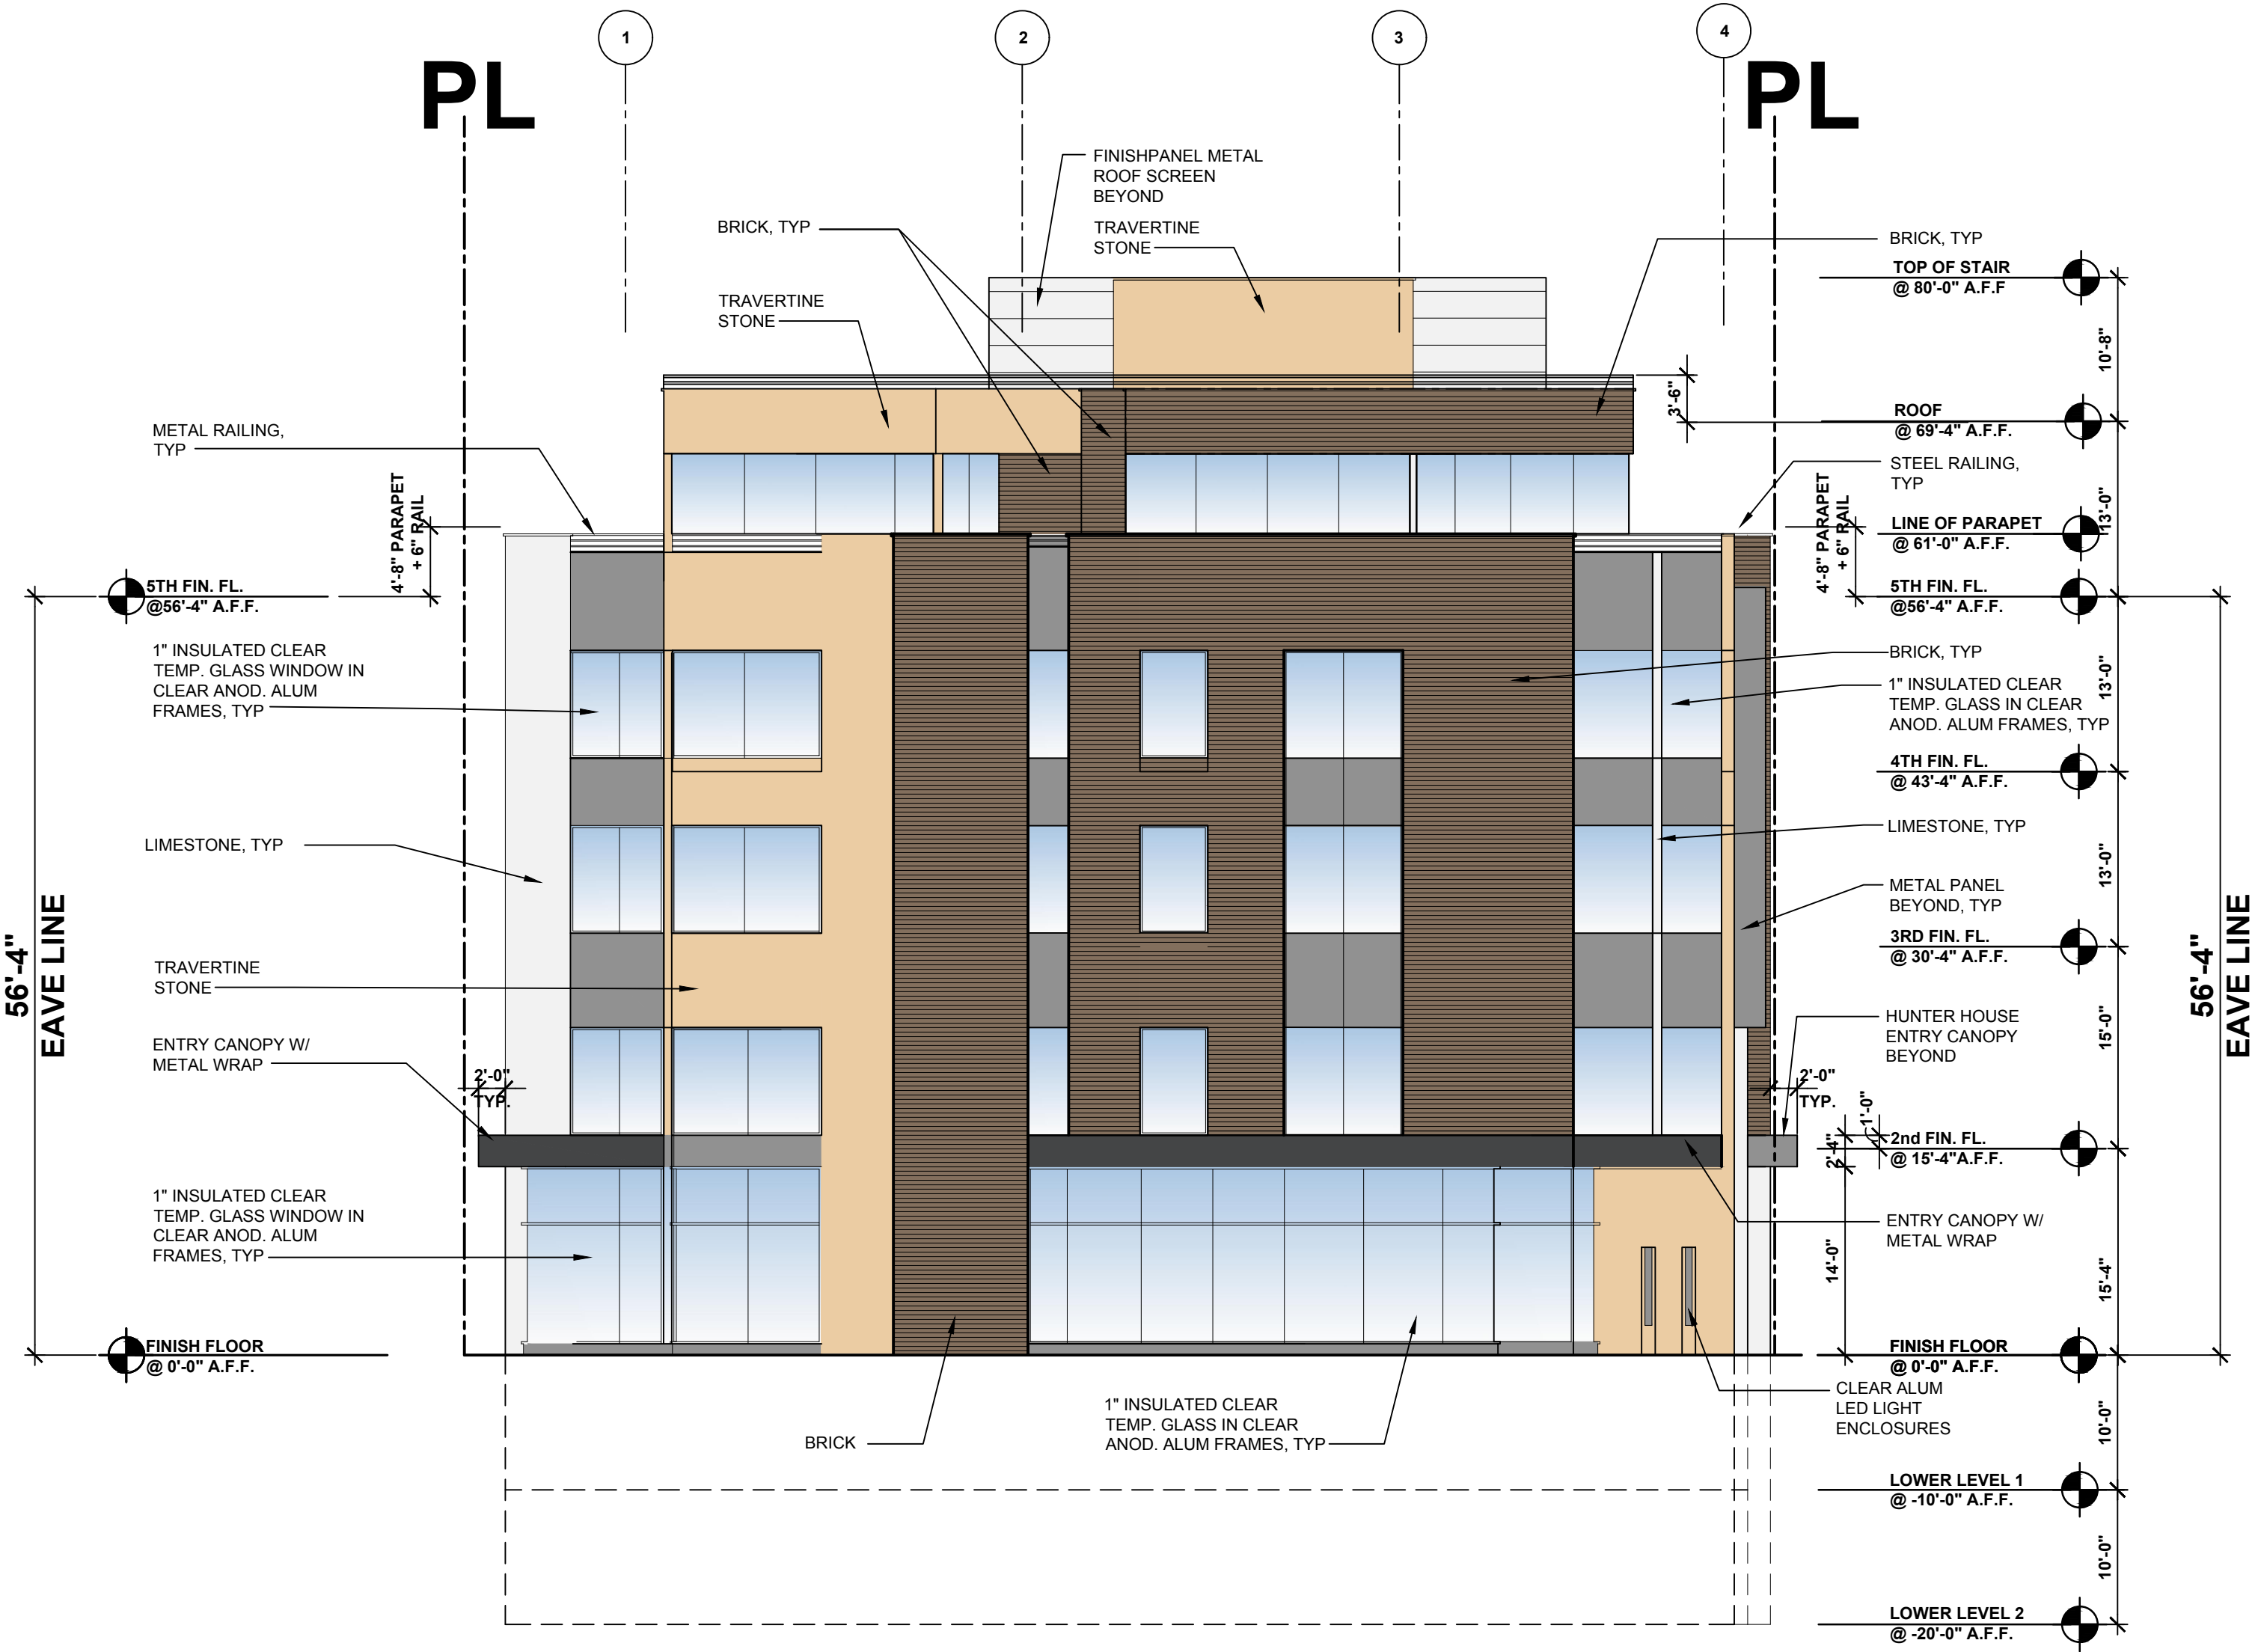 1
2
3
4
PL
PL
FINISHPANEL METAL
ROOF SCREEN
BEYOND
BRICK, TYP
TRAVERTINE
STONE
TRAVERTINE
STONE
METAL RAILING,
TYP
4'-8" PARAPET
+ 6" RAIL
5TH FIN. FL.
@56'-4" A.F.F.
1" INSULATED CLEAR
TEMP. GLASS WINDOW IN
CLEAR ANOD. ALUM
FRAMES, TYP
LIMESTONE, TYP
56'-4"
EAVE LINE
TRAVERTINE
STONE
ENTRY CANOPY W/
METAL WRAP
2'-0"
TYP.
1" INSULATED CLEAR
TEMP. GLASS WINDOW IN
CLEAR ANOD. ALUM
FRAMES, TYP
FINISH FLOOR
@ 0'-0" A.F.F.
BRICK
1" INSULATED CLEAR
TEMP. GLASS IN CLEAR
ANOD. ALUM FRAMES, TYP
BRICK, TYP
TOP OF STAIR
@ 80'-0" A.F.F
10'-8"
3'-6"
ROOF
@ 69'-4" A.F.F.
STEEL RAILING,
TYP
4'-8" PARAPET
+ 6" RAIL
LINE OF PARAPET
@ 61'-0" A.F.F.
13'-0"
5TH FIN. FL.
@56'-4" A.F.F.
BRICK, TYP
1" INSULATED CLEAR
TEMP. GLASS IN CLEAR
ANOD. ALUM FRAMES, TYP
13'-0"
4TH FIN. FL.
@ 43'-4" A.F.F.
LIMESTONE, TYP
13'-0"
METAL PANEL
BEYOND, TYP
3RD FIN. FL.
@ 30'-4" A.F.F.
56'-4"
EAVE LINE
HUNTER HOUSE
ENTRY CANOPY
BEYOND
15'-0"
2'-0"
TYP.
1'-0"
2'-4"
2nd FIN. FL.
@ 15'-4"A.F.F.
ENTRY CANOPY W/
METAL WRAP
14'-0"
15'-4"
FINISH FLOOR
@ 0'-0" A.F.F.
CLEAR ALUM
LED LIGHT
ENCLOSURES
10'-0"
LOWER LEVEL 1
@ -10'-0" A.F.F.
10'-0"
LOWER LEVEL 2
@ -20'-0" A.F.F.